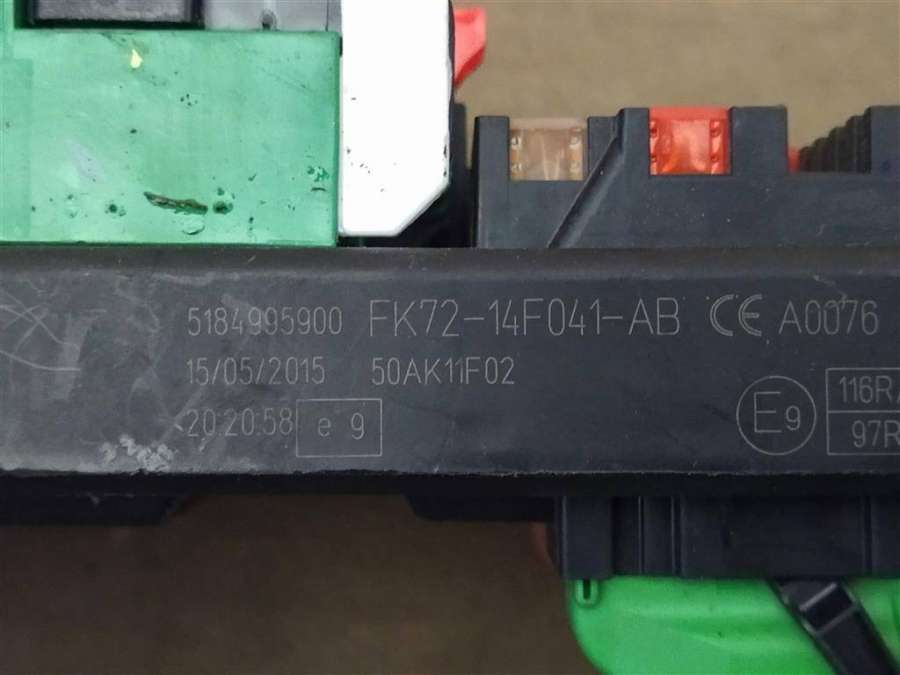 5184995900 FK72-14F041-AB CE A0076
15/05/2015 50AK11F02
20:20:58 e 9
E9
116R
97R